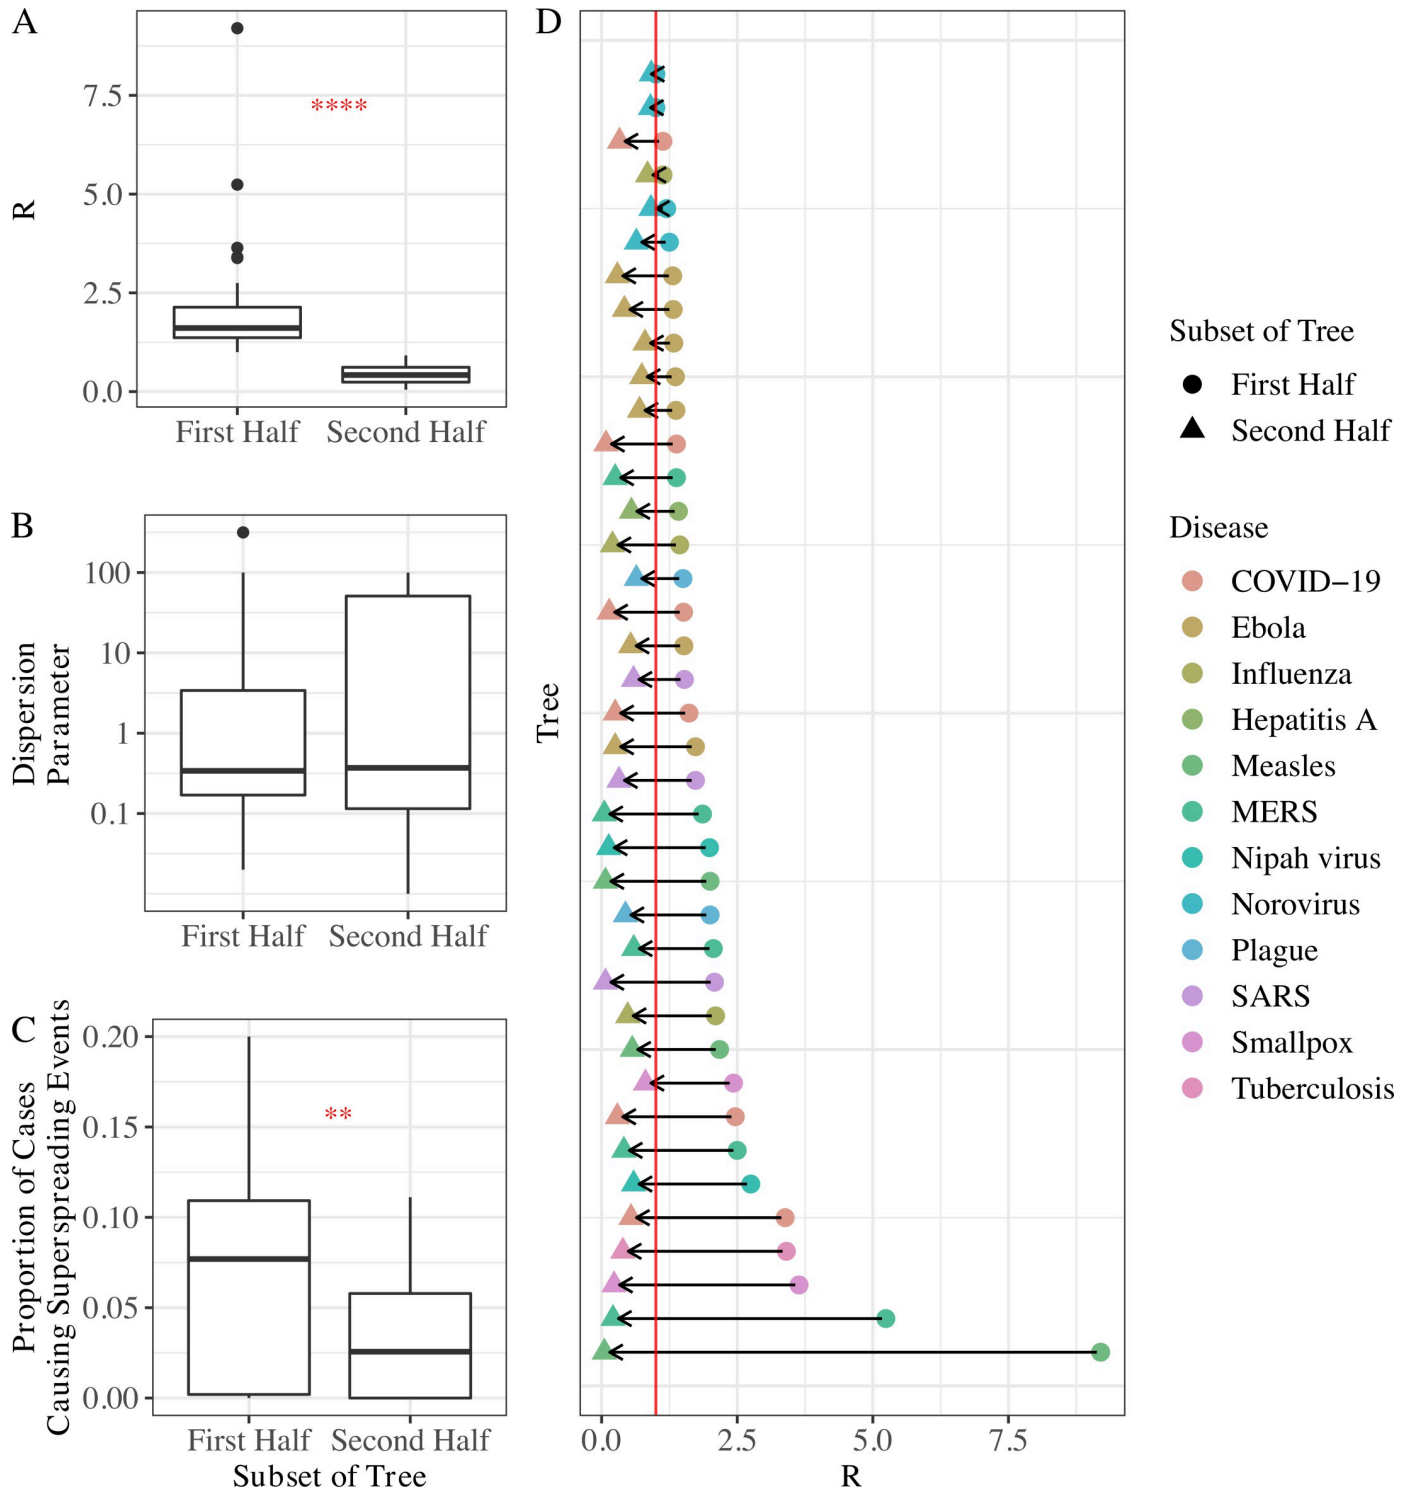 A
R
7.5
5.0
2.5
0.0
****
First Half
Second Half
B
Dispersion
Parameter
100
10
1
0.1
First Half
Second Half
C
Proportion of Cases
Causing Superspreading Events
0.20
0.15
0.10
0.05
0.00
**
First Half
Second Half
Subset of Tree
D
Tree
0.0
2.5
5.0
7.5
R
Subset of Tree
First Half
Second Half
Disease
COVID−19
Ebola
Influenza
Hepatitis A
Measles
MERS
Nipah virus
Norovirus
Plague
SARS
Smallpox
Tuberculosis